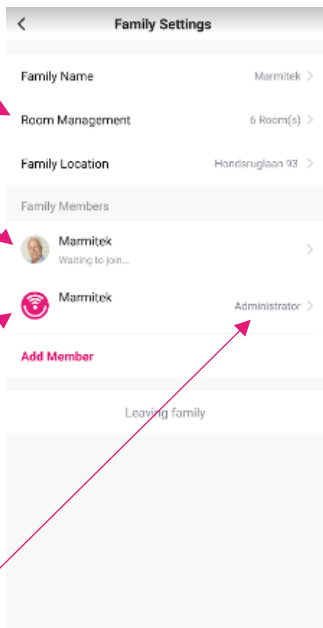 Family Settings
Family Name Marmitek
Room Management 6 Room(s)
Family Location Hondsruglaan 93
Family Members
Marmitek
Waiting to join...
Marmitek
Administrator
Add Member
Leaving family